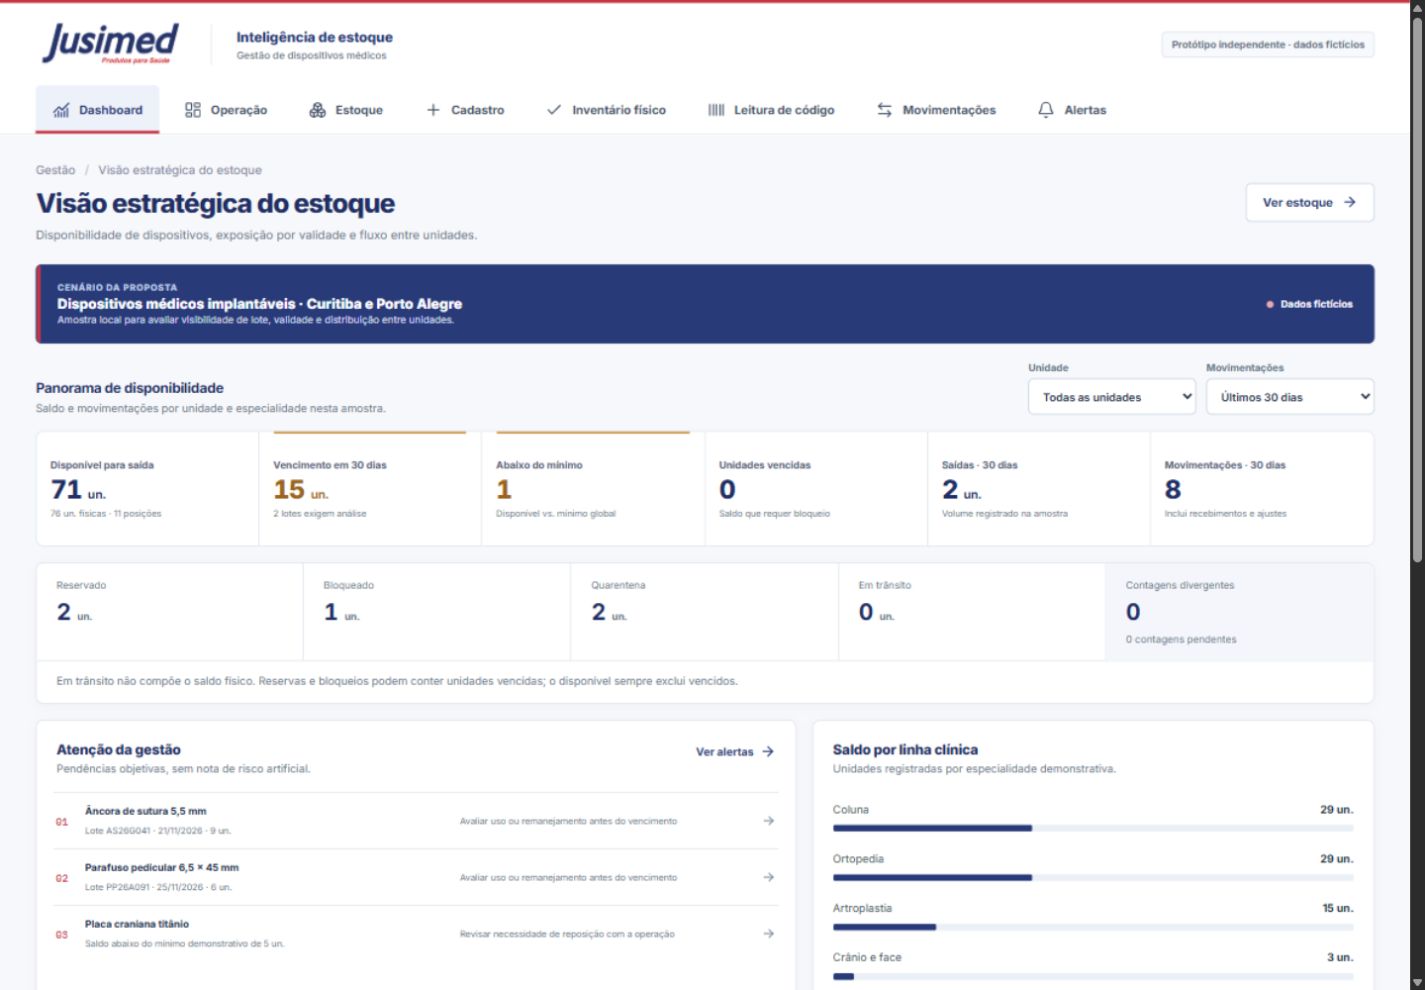 Jusimed
Produtos para Saúde
Inteligência de estoque
Gestão de dispositivos médicos
Protótipo independente · dados fictícios
Dashboard
Operação
Estoque
Cadastro
Inventário físico
Leitura de código
Movimentações
Alertas
Gestão / Visão estratégica do estoque
Visão estratégica do estoque
Disponibilidade de dispositivos, exposição por validade e fluxo entre unidades.
Ver estoque
CENÁRIO DA PROPOSTA
Dispositivos médicos implantáveis · Curitiba e Porto Alegre
Amostra local para avaliar visibilidade de lote, validade e distribuição entre unidades.
Dados fictícios
Panorama de disponibilidade
Saldo e movimentações por unidade e especialidade nesta amostra.
Unidade
Todas as unidades
Movimentações
Últimos 30 dias
Disponível para saída
71 un.
76 un. físicas · 11 posições
Vencimento em 30 dias
15 un.
2 lotes exigem análise
Abaixo do mínimo
1
Disponível vs. mínimo global
Unidades vencidas
0
Saldo que requer bloqueio
Saídas · 30 dias
2 un.
Volume registrado na amostra
Movimentações · 30 dias
8
Inclui recebimentos e ajustes
Reservado
2 un.
Bloqueado
1 un.
Quarentena
2 un.
Em trânsito
0 un.
Contagens divergentes
0
0 contagens pendentes
Em trânsito não compõe o saldo físico. Reservas e bloqueios podem conter unidades vencidas; o disponível sempre exclui vencidos.
Atenção da gestão
Pendências objetivas, sem nota de risco artificial.
Ver alertas
01
Âncora de sutura 5,5 mm
Lote AS26G041 · 21/11/2026 · 9 un.
Avaliar uso ou remanejamento antes do vencimento
02
Parafuso pedicular 6,5 × 45 mm
Lote PP26A091 · 25/11/2026 · 6 un.
Avaliar uso ou remanejamento antes do vencimento
03
Placa craniana titânio
Saldo abaixo do mínimo demonstrativo de 5 un.
Revisar necessidade de reposição com a operação
Saldo por linha clínica
Unidades registradas por especialidade demonstrativa.
Coluna 29 un.
Ortopedia 29 un.
Artroplastia 15 un.
Crânio e face 3 un.